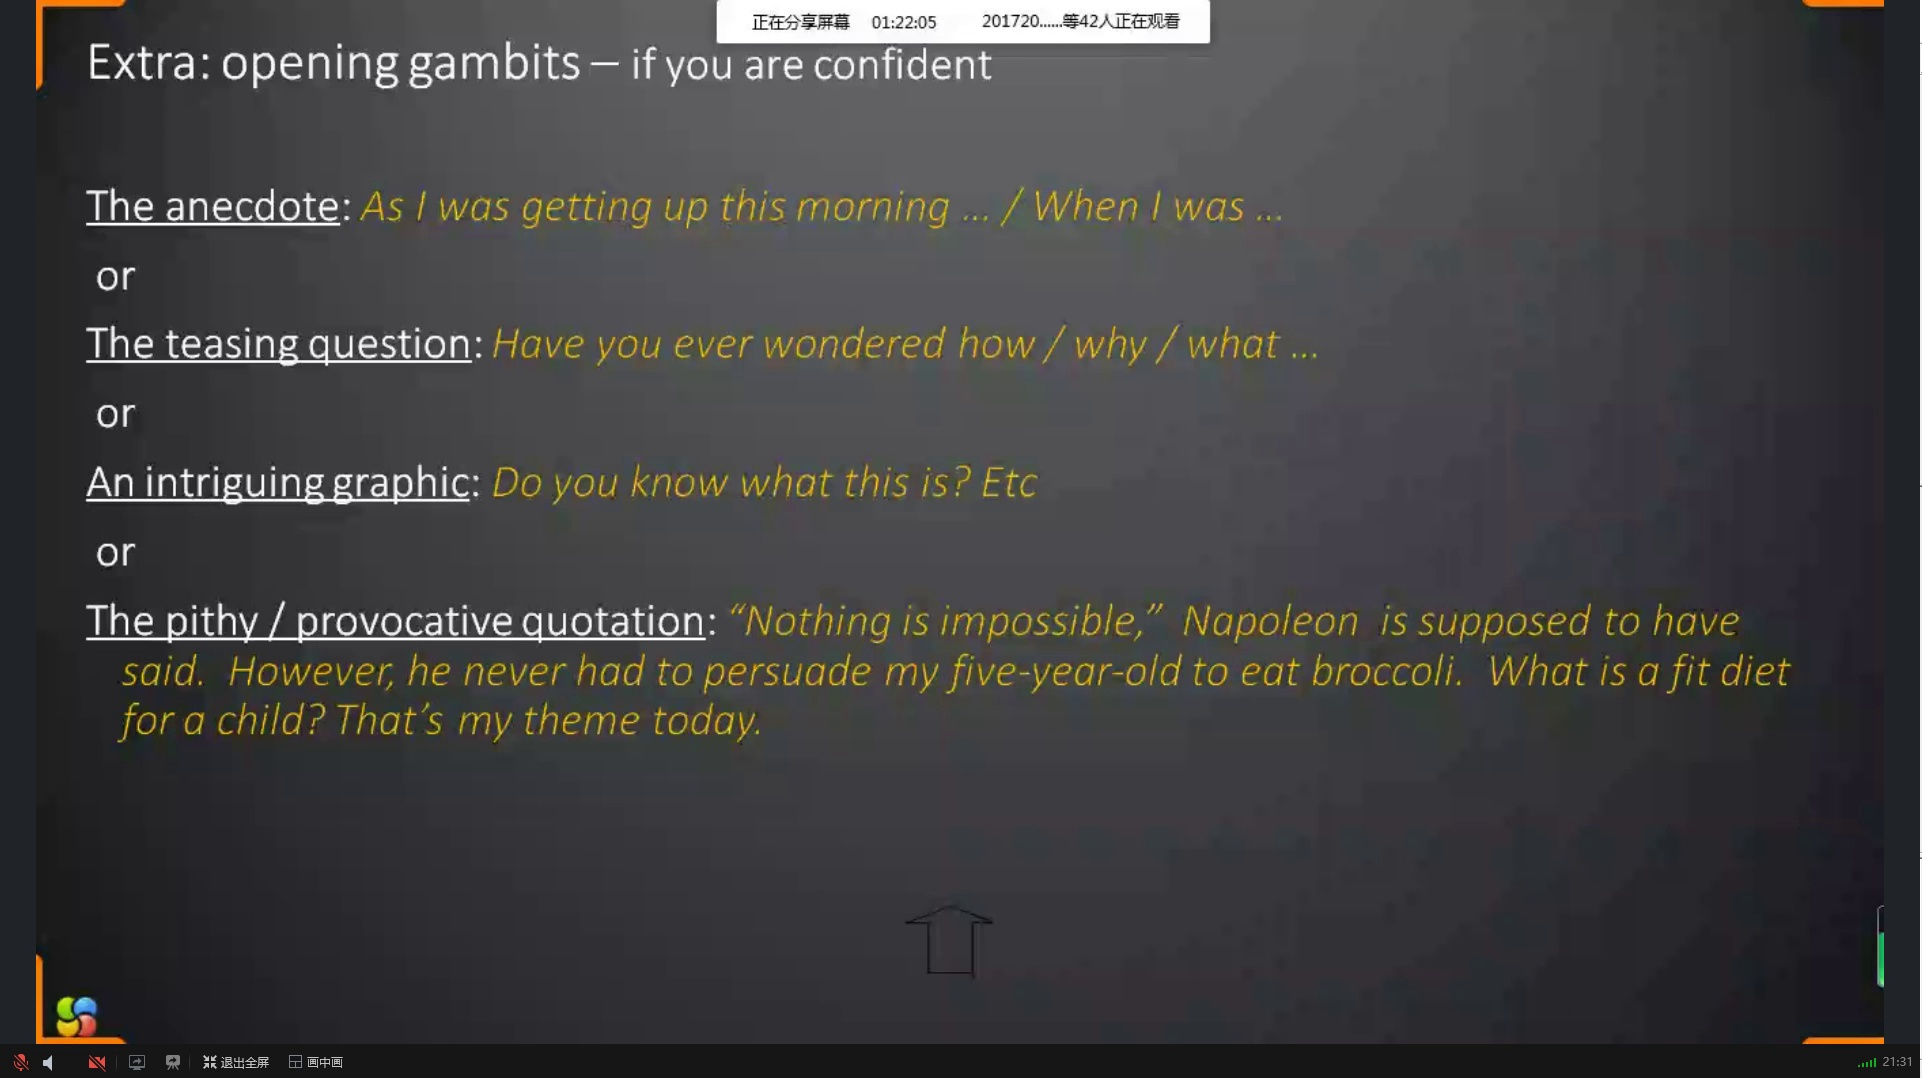 正在分享屏幕 01:22:05 201720......等42人正在观看
Extra: opening gambits – if you are confident
The anecdote: As I was getting up this morning ... / When I was ...
or
The teasing question: Have you ever wondered how / why / what ...
or
An intriguing graphic: Do you know what this is? Etc
or
The pithy / provocative quotation: “Nothing is impossible,” Napoleon is supposed to have
said. However, he never had to persuade my five-year-old to eat broccoli. What is a fit diet
for a child? That’s my theme today.
退出全屏 画中画 21:31